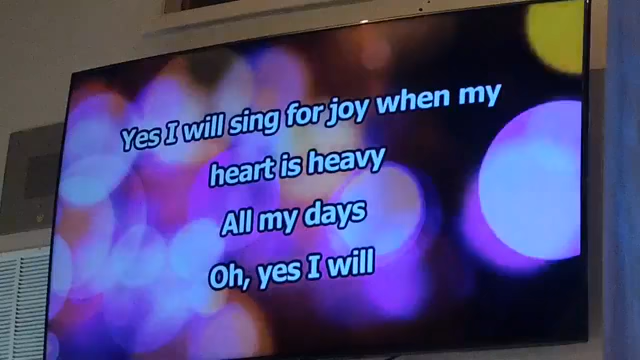 Yes I will sing for joy when my
heart is heavy
All my days
Oh, yes I will